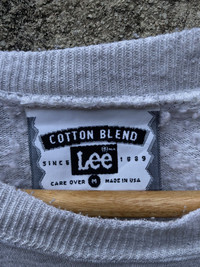 COTTON BLEND
SINCE Lee 1889
CARE OVER M MADE IN USA